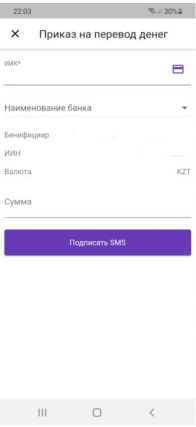 22:03
30%
Приказ на перевод денег
ИИК*
Наименование банка
Бенифициар
ИИН
Валюта KZT
Сумма
Подписать SMS